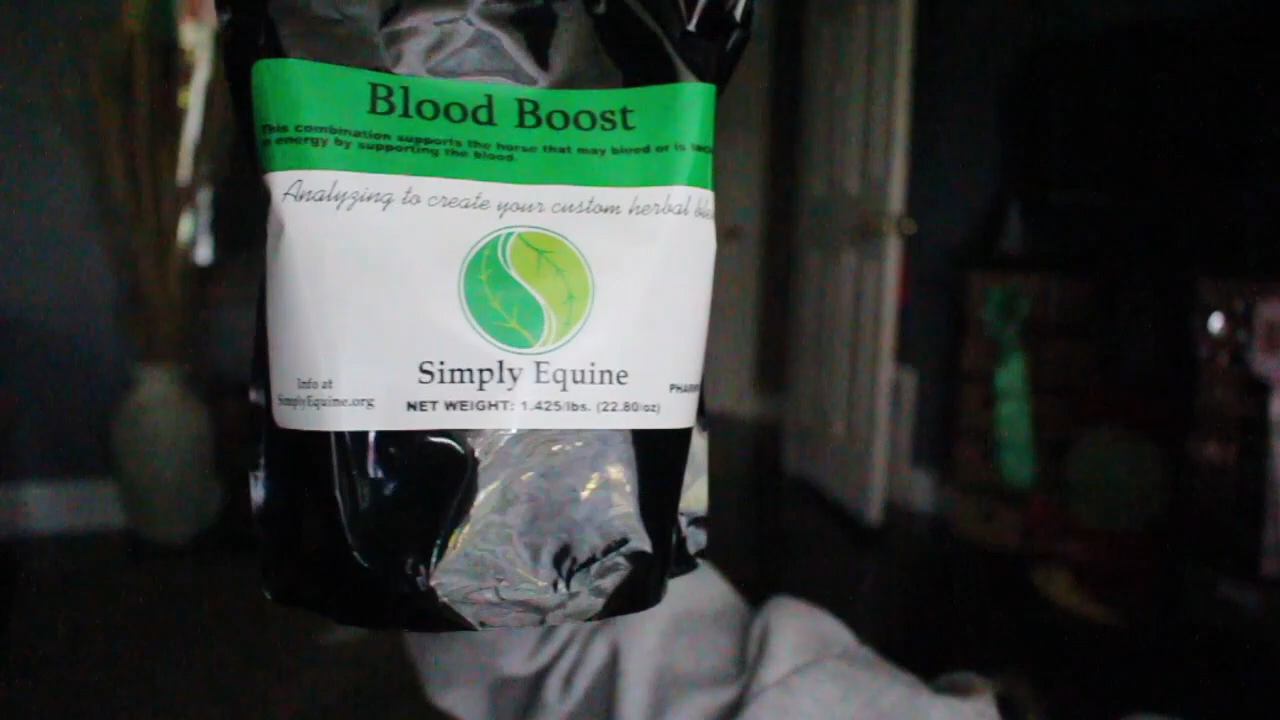 Blood Boost
This combination supports the horse that may bleed or is
energy by supporting the blood.
Analyzing to create your custom herbal
Simply Equine
Info at
SimplyEquine.org
NET WEIGHT: 1.425/lbs. (22.80/oz)